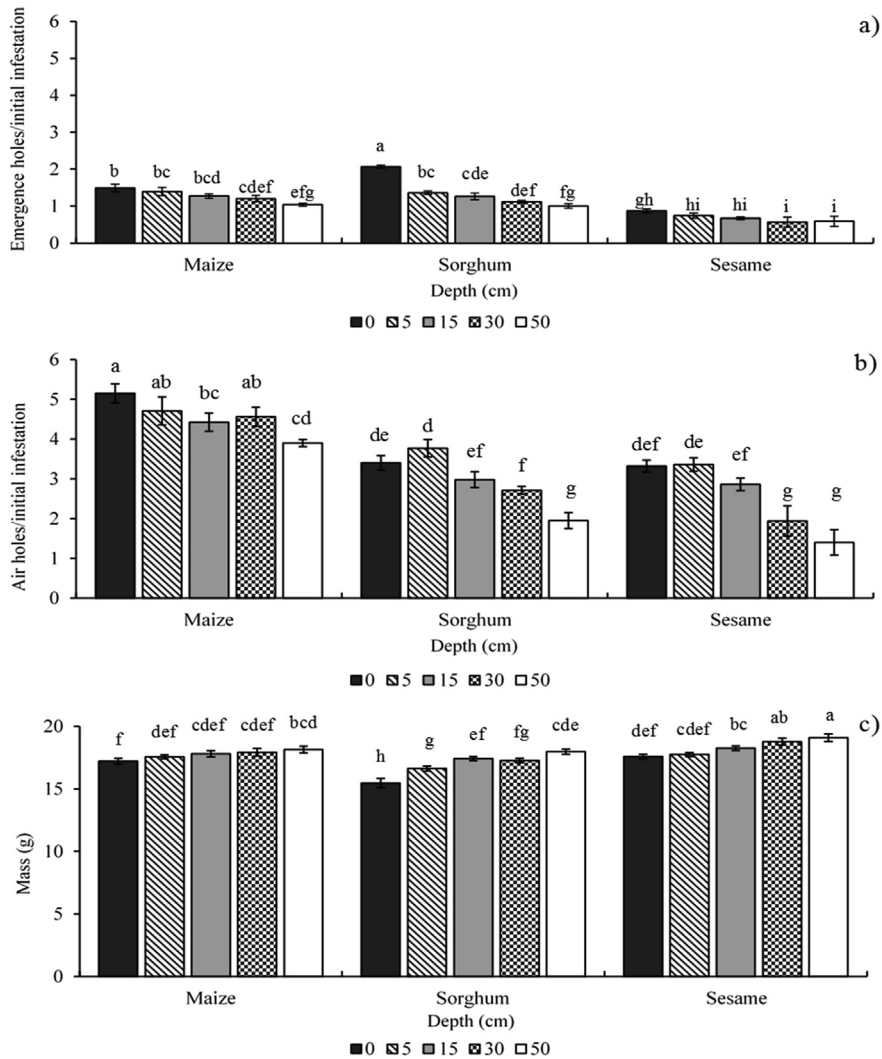 a)
Emergence holes/initial infestation
6
5
4
3
2
1
0
b bc bcd cdef efg
a bc cde def fg
gh hi hi i i
Maize Sorghum Sesame
Depth (cm)
0 5 15 30 50
b)
Air holes/initial infestation
6
5
4
3
2
1
0
a ab bc ab cd
de d ef f g
def de ef g g
Maize Sorghum Sesame
Depth (cm)
0 5 15 30 50
c)
Mass (g)
20
15
10
5
0
f def cdef cdef bcd
h g ef fg cde
def cdef bc ab a
Maize Sorghum Sesame
Depth (cm)
0 5 15 30 50